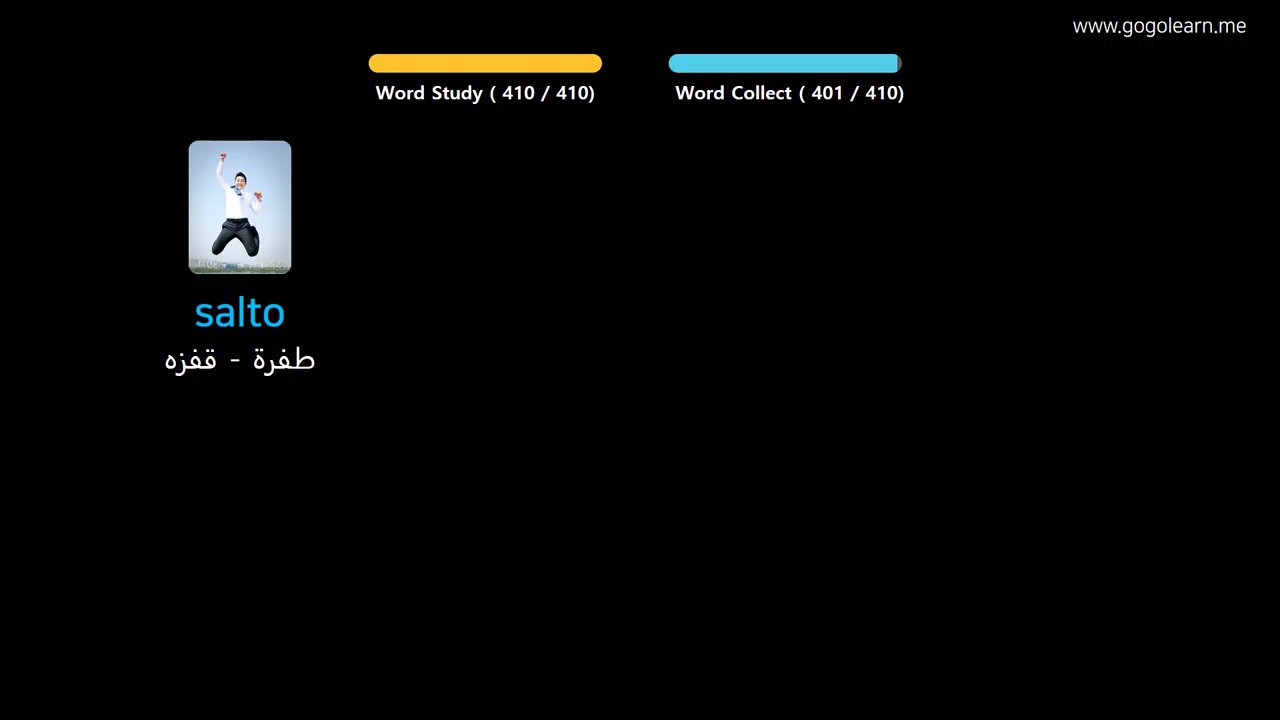 www.gogolearn.me
Word Study ( 410 / 410)
Word Collect ( 401 / 410)
salto
طفرة - قفزه